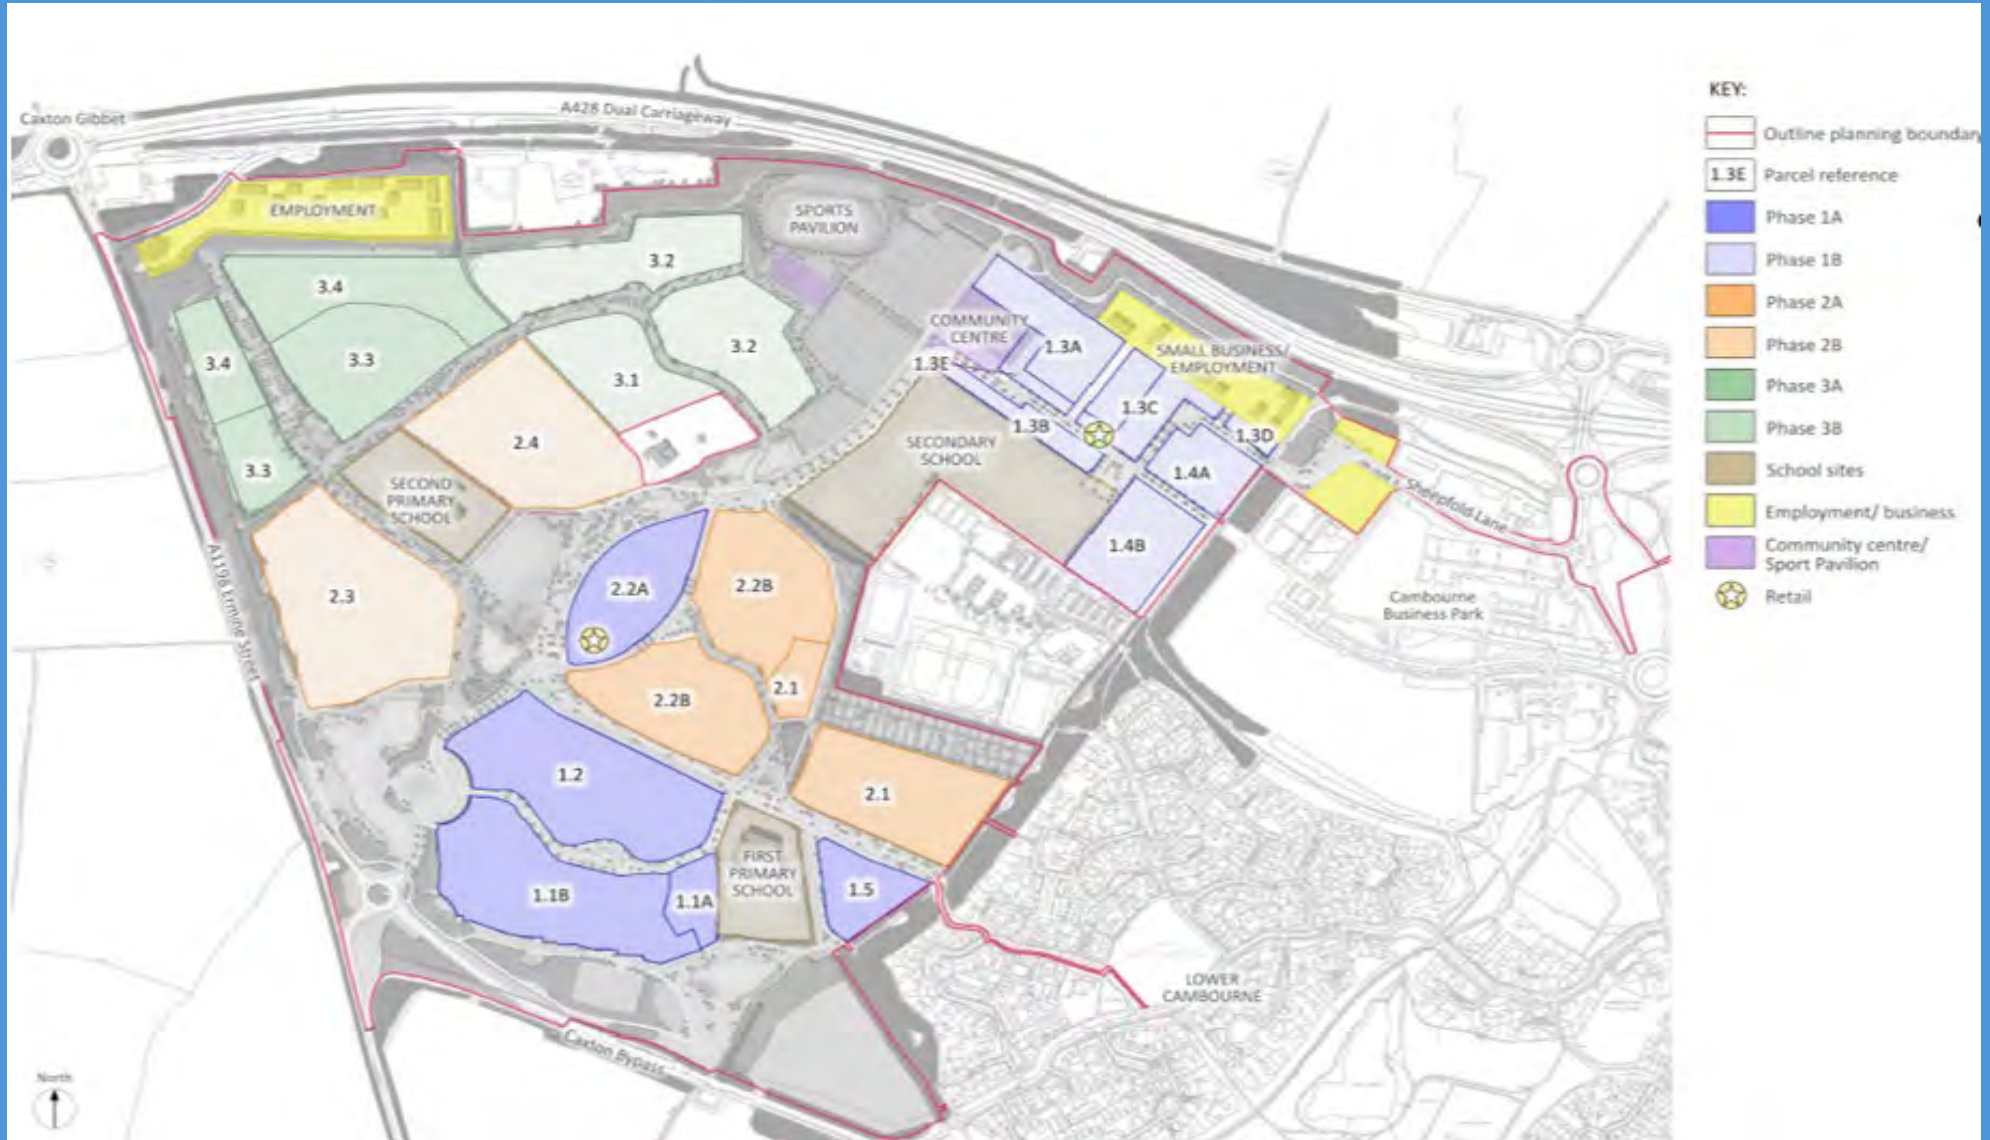 KEY:
Outline planning boundary
1.3E Parcel reference
Phase 1A
Phase 1B
Phase 2A
Phase 2B
Phase 3A
Phase 3B
School sites
Employment/ business
Community centre/
Sport Pavilion
Retail
Caxton Gibbet
A428 Dual Carriageway
EMPLOYMENT
SPORTS
PAVILION
3.2
3.4
3.3
3.4
3.3
3.1
3.2
2.4
COMMUNITY
CENTRE
1.3E
1.3A
SMALL BUSINESS/
EMPLOYMENT
1.3C
1.3B
1.3D
1.4A
1.4B
SECONDARY
SCHOOL
SECOND
PRIMARY
SCHOOL
Sheepfold Lane
Cambourne
Business Park
A1198 Ermine Street
2.3
2.2A
2.2B
2.1
2.2B
1.2
2.1
1.1B
1.1A
FIRST
PRIMARY
SCHOOL
1.5
LOWER
CAMBOURNE
Caxton Bypass
North